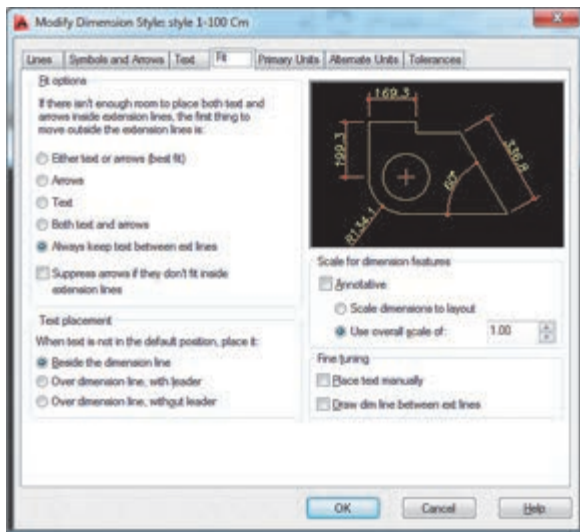 Modify Dimension Style: style 1-100 Cm
Lines
Symbols and Arrows
Text
Fit
Primary Units
Alternate Units
Tolerances
Fit options
If there isn't enough room to place both text and
arrows inside extension lines, the first thing to
move outside the extension lines is:
Either text or arrows (best fit)
Arrows
Text
Both text and arrows
Always keep text between ext lines
Suppress arrows if they don't fit inside
extension lines
Text placement
When text is not in the default position, place it:
Beside the dimension line
Over dimension line, with leader
Over dimension line, without leader
169.3
199.3
336.8
60°
R134.1
Scale for dimension features
Annotative
Scale dimensions to layout
Use overall scale of:
1.00
Fine tuning
Place text manually
Draw dim line between ext lines
OK
Cancel
Help